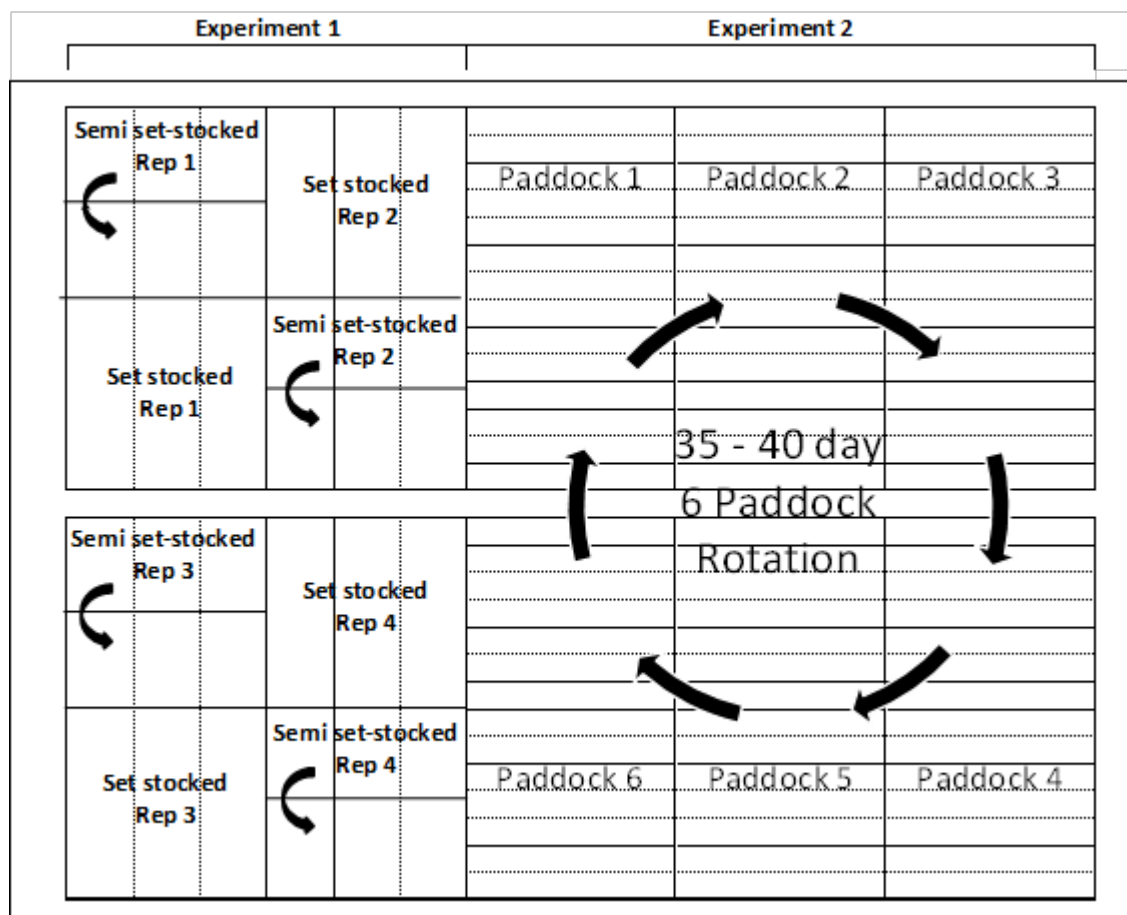 Experiment 1
Experiment 2
Semi set-stocked
Rep 1
Set stocked
Rep 2
Paddock 1
Paddock 2
Paddock 3
Set stocked
Rep 1
Semi set-stocked
Rep 2
35 - 40 day
6 Paddock
Rotation
Semi set-stocked
Rep 3
Set stocked
Rep 4
Set stocked
Rep 3
Semi set-stocked
Rep 4
Paddock 6
Paddock 5
Paddock 4